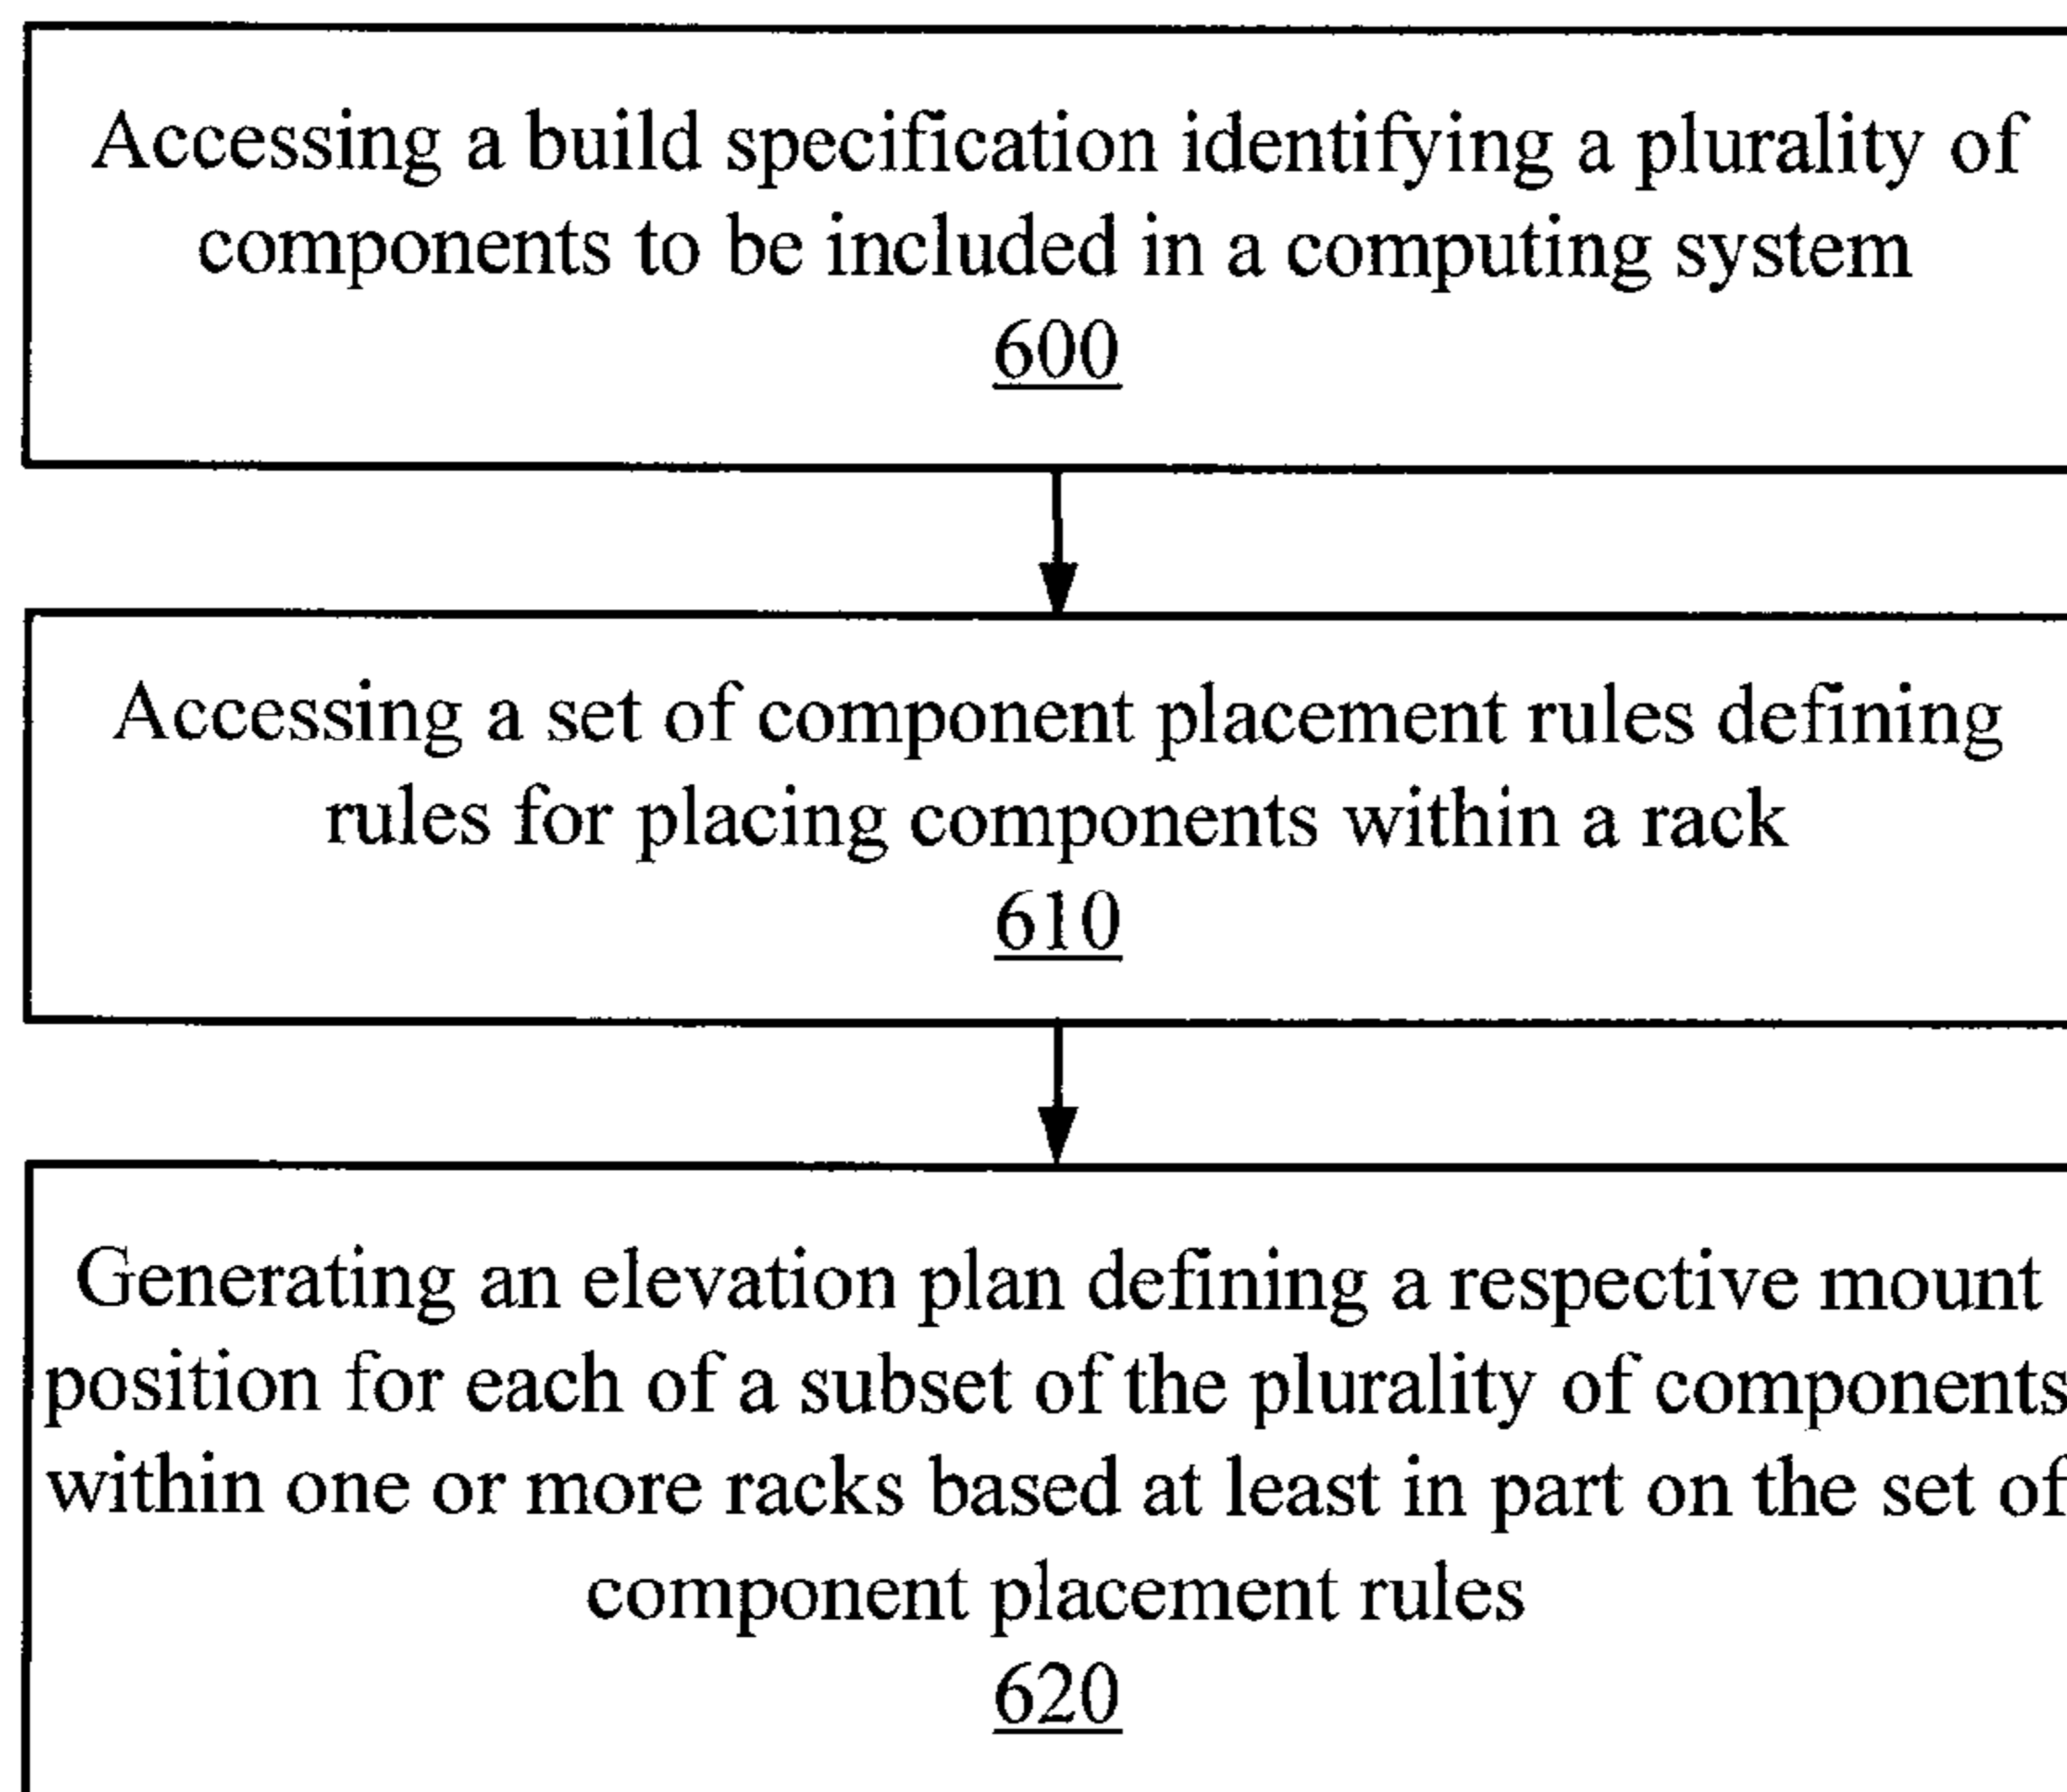 Accessing a build specification identifying a plurality of
components to be included in a computing system
600
Accessing a set of component placement rules defining
rules for placing components within a rack
610
Generating an elevation plan defining a respective mount
position for each of a subset of the plurality of components
within one or more racks based at least in part on the set of
component placement rules
620